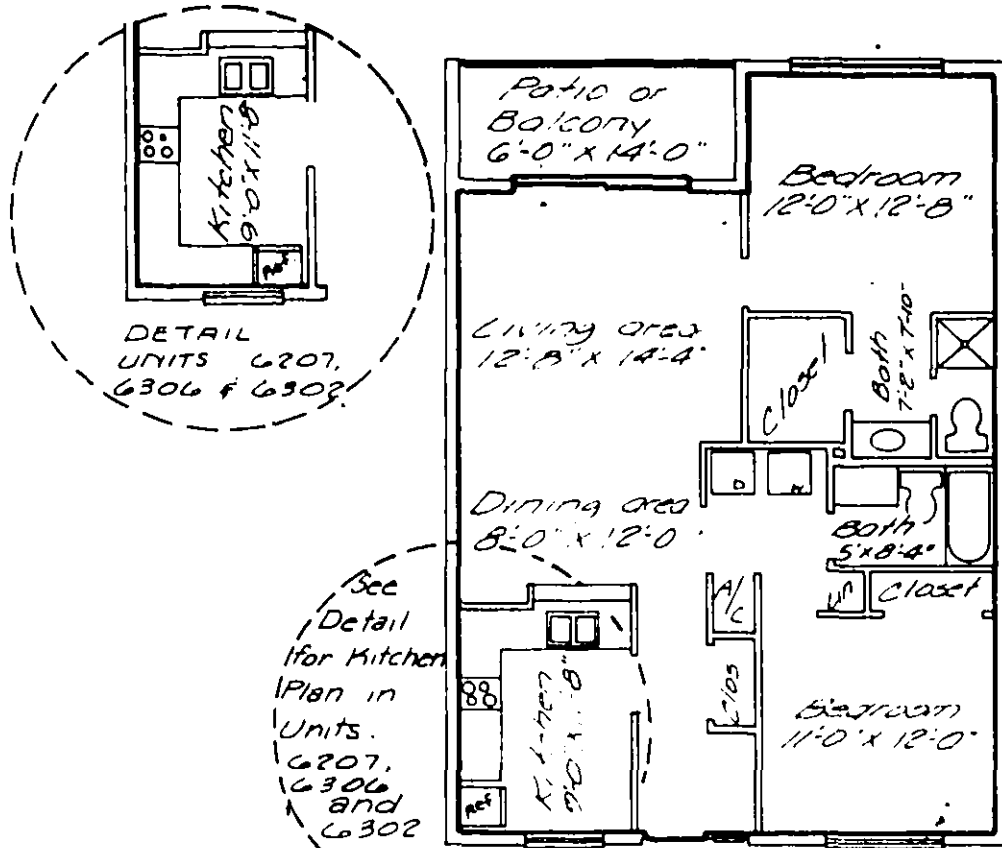 Kitchen
9'-0" X 11'-8"
Ref
DETAIL
UNITS 6207,
6306 & 6302.
Patio or
Balcony
6'-0" X 14'-0"
Bedroom
12'-0" X 12'-8"
Living area
12'-8" X 14'-4"
Closet
Bath
7'-2" X 7'-10"
Dining area
8'-0" X 12'-0
D
Bath
5' X 8'-4"
A/C
Closet
See
Detail
for Kitchen
Plan in
Units.
6207,
6306
and
6302
Kitchen
Ref
Clos
Bedroom
11'-0" X 12'-0"